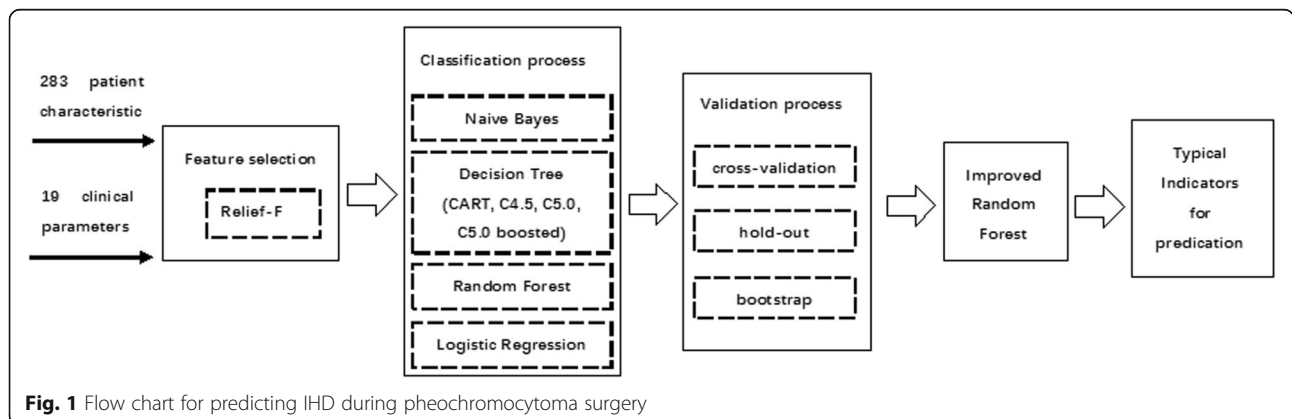 283 patient
characteristic
19 clinical
parameters
Feature selection
Relief-F
Classification process
Naive Bayes
Decision Tree
(CART, C4.5, C5.0,
C5.0 boosted)
Random Forest
Logistic Regression
Validation process
cross-validation
hold-out
bootstrap
Improved
Random
Forest
Typical
Indicators
for
predication
Fig. 1 Flow chart for predicting IHD during pheochromocytoma surgery